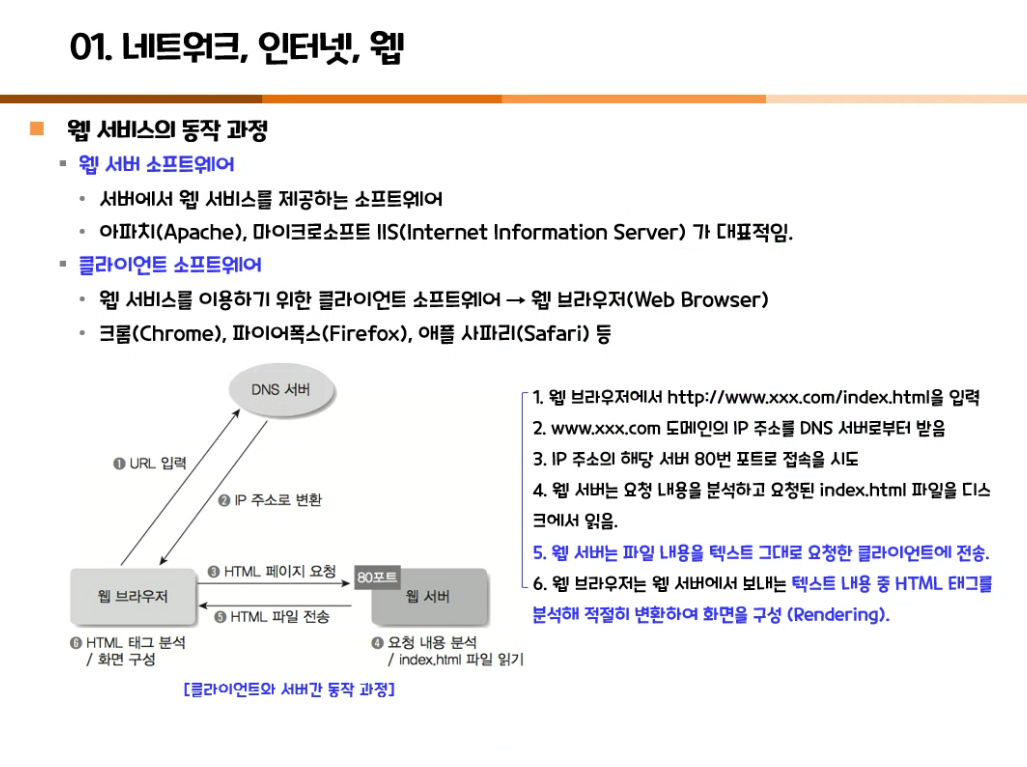 01. 네트워크, 인터넷, 웹
웹 서비스의 동작 과정
웹 서버 소프트웨어
서버에서 웹 서비스를 제공하는 소프트웨어
아파치(Apache), 마이크로소프트 IIS(Internet Information Server) 가 대표적임.
클라이언트 소프트웨어
웹 서비스를 이용하기 위한 클라이언트 소프트웨어 → 웹 브라우저(Web Browser)
크롬(Chrome), 파이어폭스(Firefox), 애플 사파리(Safari) 등
DNS 서버
❶ URL 입력
❷ IP 주소로 변환
❸ HTML 페이지 요청
80포트
웹 브라우저
웹 서버
❺ HTML 파일 전송
❻ HTML 태그 분석
/ 화면 구성
❹ 요청 내용 분석
/ index.html 파일 읽기
[클라이언트와 서버간 동작 과정]
1. 웹 브라우저에서 http://www.xxx.com/index.html을 입력
2. www.xxx.com 도메인의 IP 주소를 DNS 서버로부터 받음
3. IP 주소의 해당 서버 80번 포트로 접속을 시도
4. 웹 서버는 요청 내용을 분석하고 요청된 index.html 파일을 디스
크에서 읽음.
5. 웹 서버는 파일 내용을 텍스트 그대로 요청한 클라이언트에 전송.
6. 웹 브라우저는 웹 서버에서 보내는 텍스트 내용 중 HTML 태그를
분석해 적절히 변환하여 화면을 구성 (Rendering).